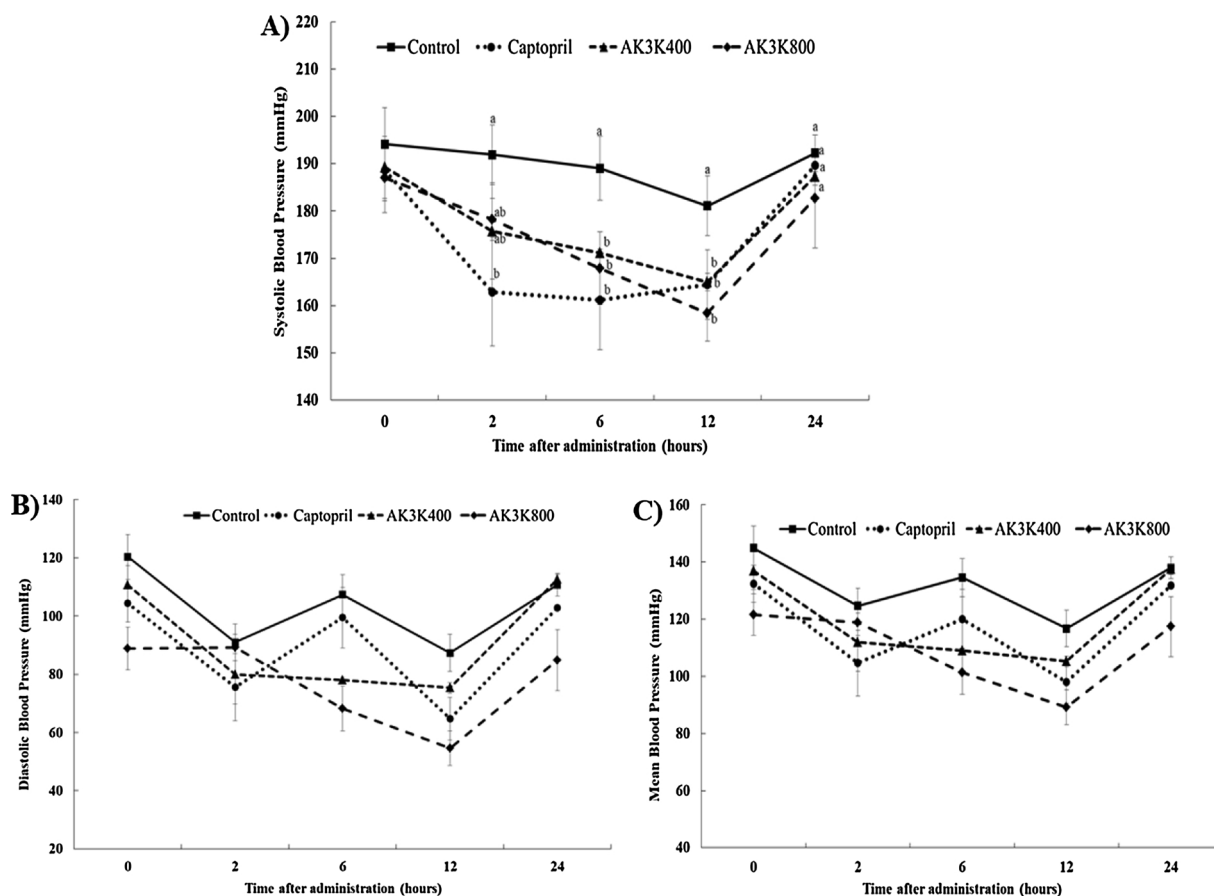 A)
Control Captopril AK3K400 AK3K800
Systolic Blood Pressure (mmHg)
220
210
200
190
180
170
160
150
140
a
a
a
a
a
a
a
ab
ab
b
b
b
b
b
b
b
0 2 6 12 24
Time after administration (hours)
B)
Control Captopril AK3K400 AK3K800
Diastolic Blood Pressure (mmHg)
140
120
100
80
60
40
20
0 2 6 12 24
Time after administration (hours)
C)
Control Captopril AK3K400 AK3K800
Mean Blood Pressure (mmHg)
160
140
120
100
80
60
40
0 2 6 12 24
Time after administration (hours)